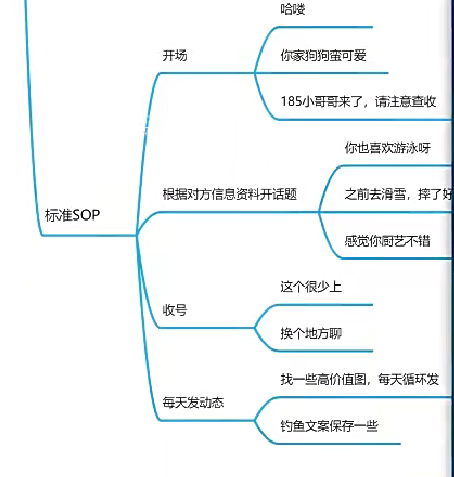 哈喽
开场
你家狗狗蛮可爱
185小哥哥来了，请注意查收
你也喜欢游泳呀
根据对方信息资料开话题
之前去滑雪，摔了好
标准SOP
感觉你厨艺不错
这个很少上
收号
换个地方聊
找一些高价值图，每天循环发
每天发动态
钓鱼文案保存一些